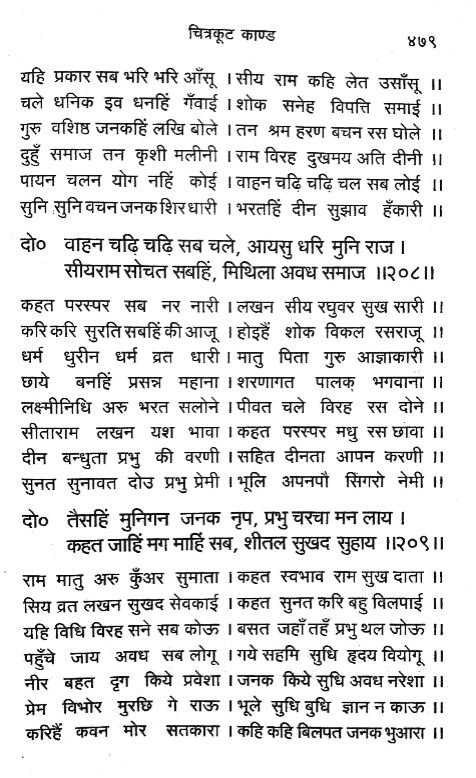 चित्रकूट काण्ड
४७९
यहि प्रकार सब भरि भरि आँसू । सीय राम कहि लेत उसाँसू ॥
चले धनिक इव धनहिं गँवाई । शोक सनेह विपत्ति समाई ॥
गुरु वशिष्ठ जनकहिं लखि बोले । तन श्रम हरण बचन रस घोले ॥
दुहुँ समाज तन कृशी मलीनी । राम विरह दुखमय अति दीनी ॥
पायन चलन योग नहिं कोई । वाहन चढ़ि चढ़ि चल सब लोई ॥
सुनि सुनि वचन जनक शिर धारी । भरतहिं दीन सुझाव हँकारी ॥
दो० वाहन चढ़ि चढ़ि सब चले, आयसु धरि मुनि राज ।
सीयराम सोचत सबहिं, मिथिला अवध समाज ॥२०८॥
कहत परस्पर सब नर नारी । लखन सीय रघुवर सुख सारी ॥
करि करि सुरति सबहिं की आजू । होइहैं शोक विकल रसराजू ॥
धर्म धुरीन धर्म व्रत धारी । मातु पिता गुरु आज्ञाकारी ॥
छाये बनहिं प्रसन्न महाना । शरणागत पालक भगवाना ॥
लक्ष्मीनिधि अरु भरत सलोने । पीवत चले विरह रस दोने ॥
सीताराम लखन यश भावा । कहत परस्पर मधु रस छावा ॥
दीन बन्धुता प्रभु की वरणी । सहित दीनता आपन करणी ॥
सुनत सुनावत दोउ प्रभु प्रेमी । भूलि अपनपौ सिगरो नेमी ॥
दो० तैसहिं मुनिगन जनक नृप, प्रभु चरचा मन लाय ।
कहत जाहिं मग माहिं सब, शीतल सुखद सुहाय ॥२०९॥
राम मातु अरु कुँअर सुमाता । कहत स्वभाव राम सुख दाता ॥
सिय व्रत लखन सुखद सेवकाई । कहत सुनत करि बहु विलपाई ॥
यहि विधि विरह सने सब कोऊ । बसत जहाँ तहँ प्रभु थल जोऊ ॥
पहुँचे जाय अवध सब लोगू । गये सहमि सुधि हृदय वियोगू ॥
नीर बहत दृग किये प्रवेशा । जनक किये सुधि अवध नरेशा ॥
प्रेम विभोर मुरछि गे राऊ । भूले सुधि बुधि ज्ञान न काऊ ॥
करिहैं कवन मोर सतकारा । कहि कहि बिलपत जनक भुआरा ॥